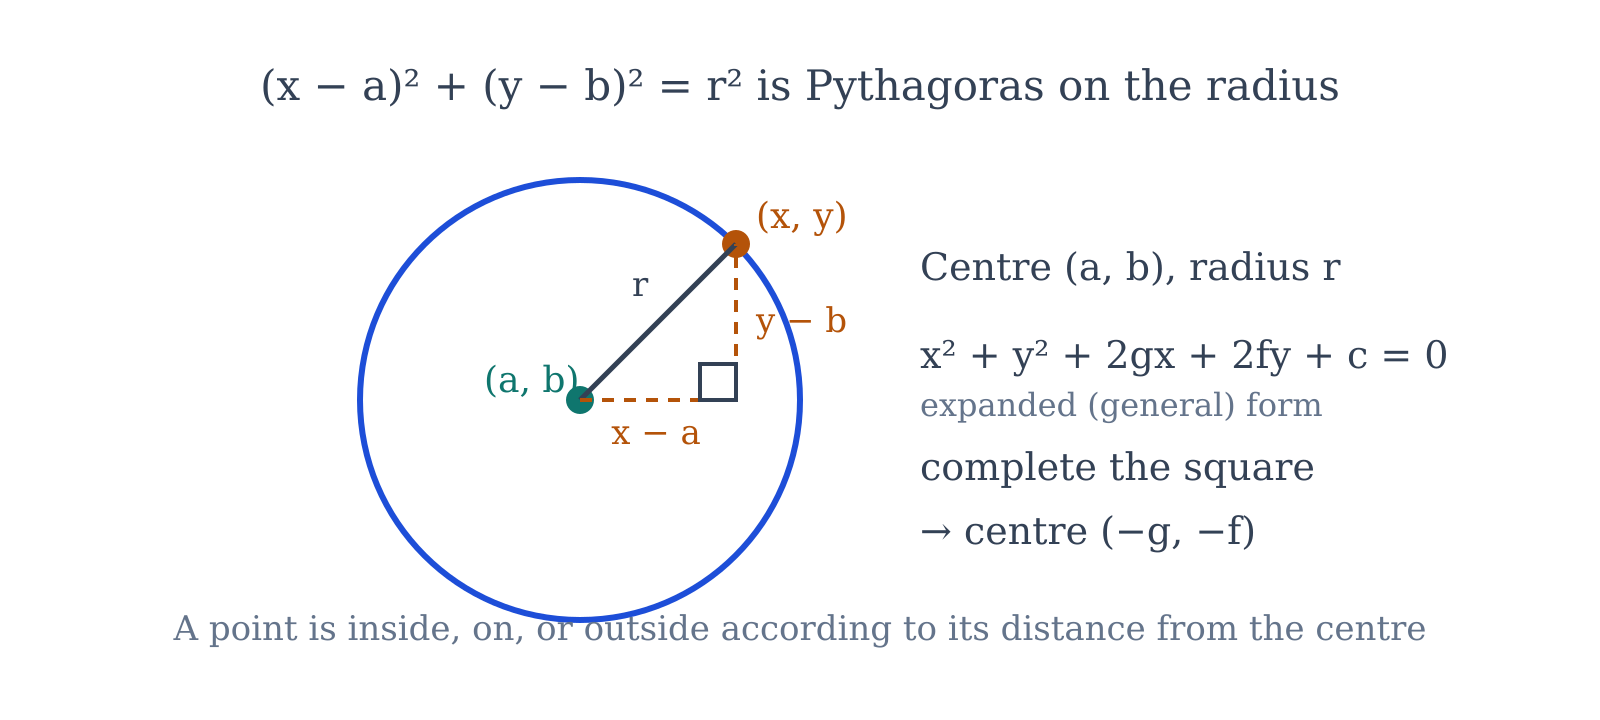 (x − a)² + (y − b)² = r² is Pythagoras on the radius
(x, y)
r
y − b
(a, b)
x − a
Centre (a, b), radius r
x² + y² + 2gx + 2fy + c = 0
expanded (general) form
complete the square
→ centre (−g, −f)
A point is inside, on, or outside according to its distance from the centre